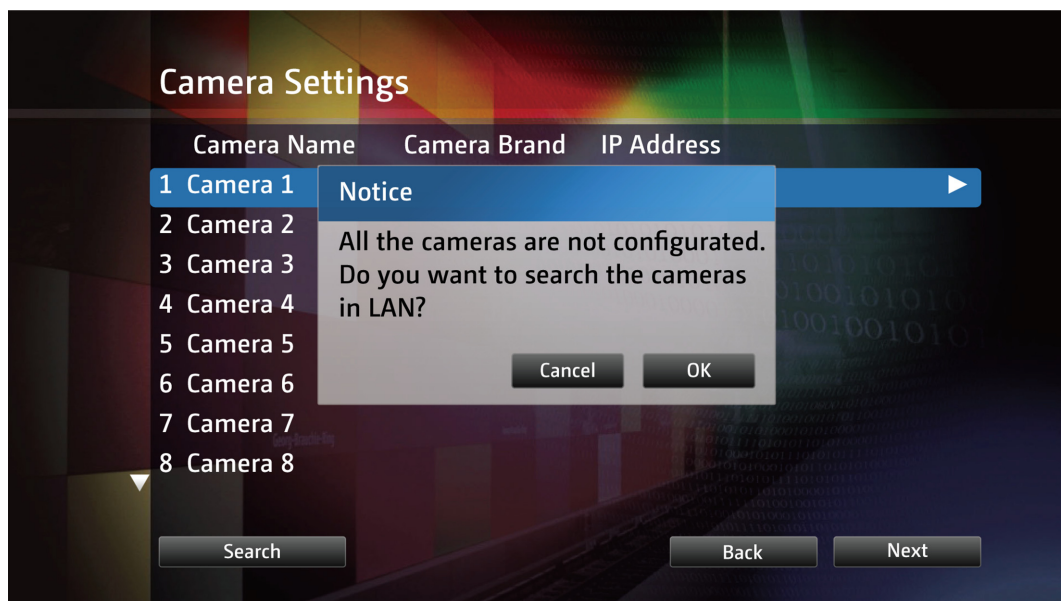 Camera Settings
Camera Name Camera Brand IP Address
1 Camera 1
Notice
2 Camera 2
All the cameras are not configurated.
3 Camera 3
Do you want to search the cameras
4 Camera 4
in LAN?
5 Camera 5
Cancel OK
6 Camera 6
7 Camera 7
8 Camera 8
Search Back Next